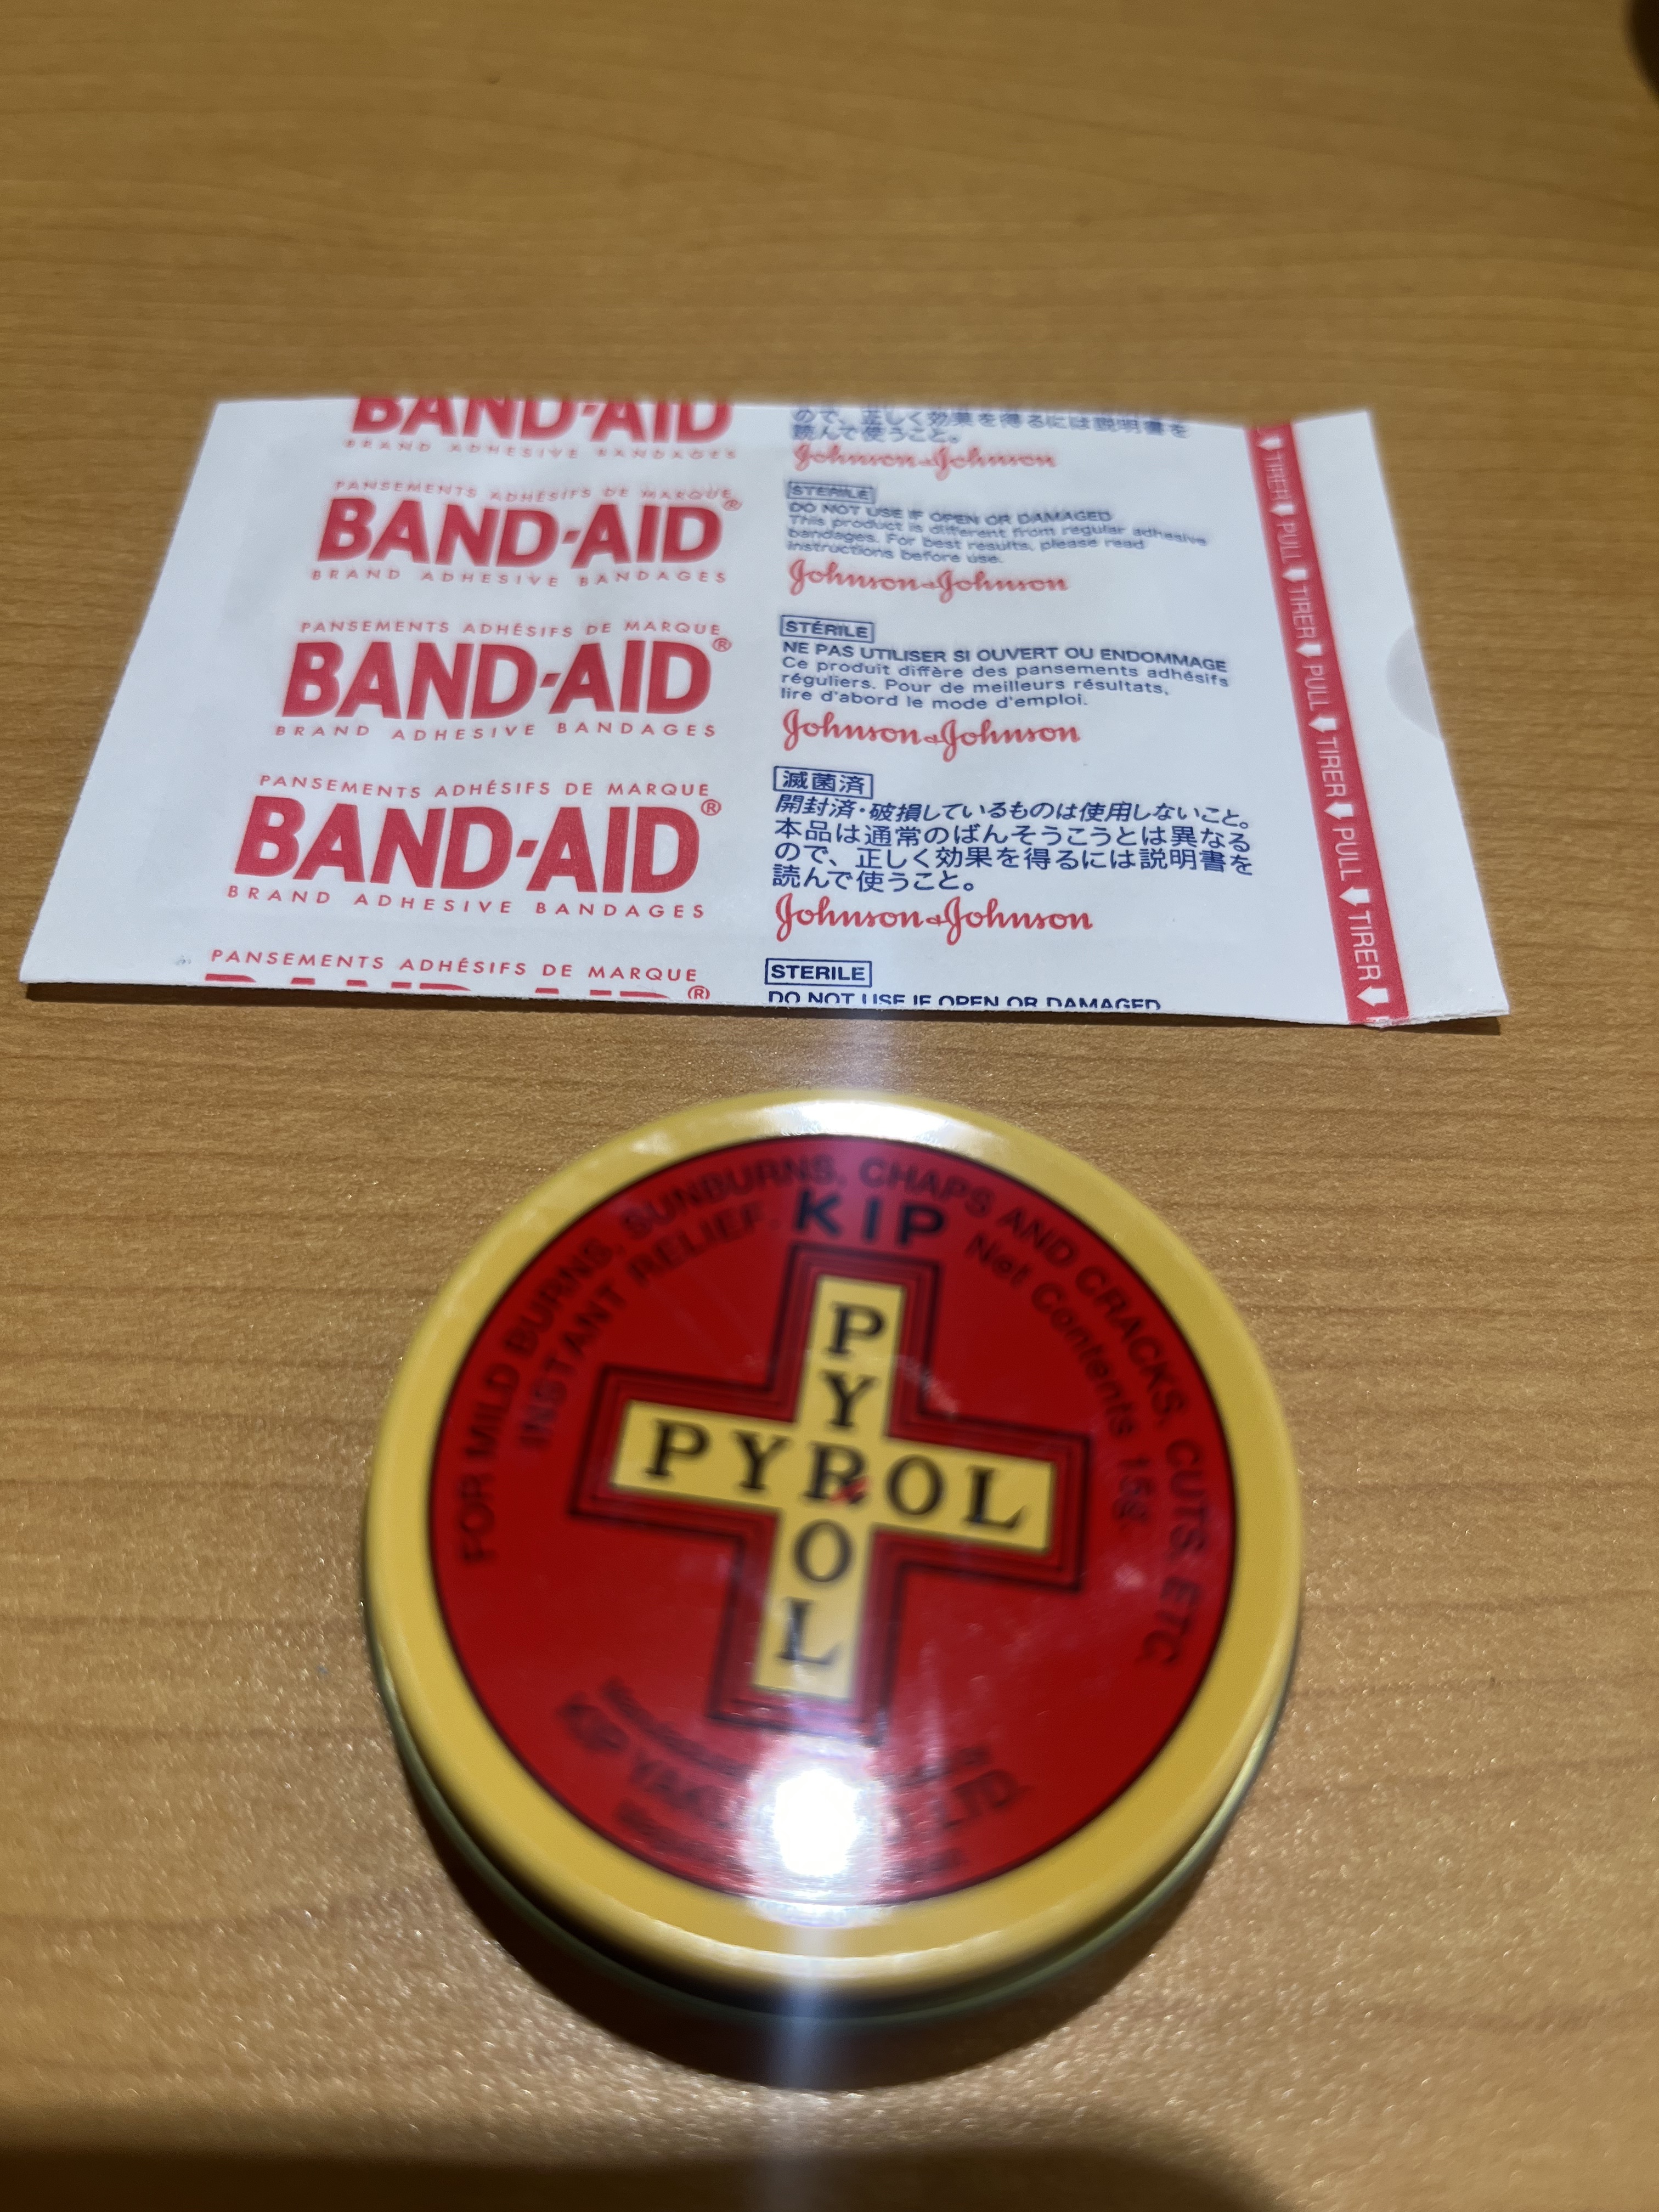 BAND-AID
BRAND ADHESIVE BANDAGES
PANSEMENTS ADHÉSIFS DE MARQUE
BAND-AID®
BRAND ADHESIVE BANDAGES
PANSEMENTS ADHÉSIFS DE MARQUE
BAND-AID®
BRAND ADHESIVE BANDAGES
PANSEMENTS ADHÉSIFS DE MARQUE
BAND-AID®
BRAND ADHESIVE BANDAGES
PANSEMENTS ADHÉSIFS DE MARQUE
BAND-AID®
ので、正しく効果を得るには説明書を
読んで使うこと。
Johnson&Johnson
STERILE
DO NOT USE IF OPEN OR DAMAGED
This product is different from regular adhesive
bandages. For best results, please read
instructions before use.
Johnson&Johnson
STÉRILE
NE PAS UTILISER SI OUVERT OU ENDOMMAGE
Ce produit diffère des pansements adhésifs
réguliers. Pour de meilleurs résultats,
lire d'abord le mode d'emploi.
Johnson&Johnson
滅菌済
開封済・破損しているものは使用しないこと。
本品は通常のばんそうこうとは異なる
ので、正しく効果を得るには説明書を
読んで使うこと。
Johnson&Johnson
STERILE
DO NOT USE IF OPEN OR DAMAGED
TIRER PULL TIRER PULL TIRER PULL TIRER
FOR MILD BURNS, SUNBURNS, CHAPS AND CRACKS, CUTS, ETC
INSTANT RELIEF.
KIP
Net Contents 15g.
PYROL
PYROL
KIP
LTD.